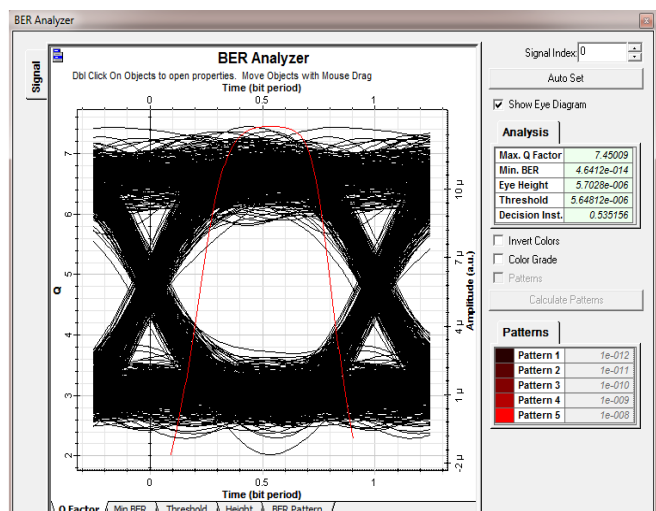 BER Analyzer
x
Signal
BER Analyzer
Dbl Click On Objects to open properties. Move Objects with Mouse Drag
Time (bit period)
0 0.5 1
Q
7
6
5
4
3
2
Amplitude (a.u.)
10 µ
7 µ
4 µ
1 µ
-2 µ
0 0.5 1
Time (bit period)
Q Factor Min BER Threshold Height BER Pattern
Signal Index: 0
Auto Set
Show Eye Diagram
Analysis
Max. Q Factor 7.45009
Min. BER 4.6412e-014
Eye Height 5.7028e-006
Threshold 5.64812e-006
Decision Inst. 0.535156
Invert Colors
Color Grade
Patterns
Calculate Patterns
Patterns
Pattern 1 1e-012
Pattern 2 1e-011
Pattern 3 1e-010
Pattern 4 1e-009
Pattern 5 1e-008